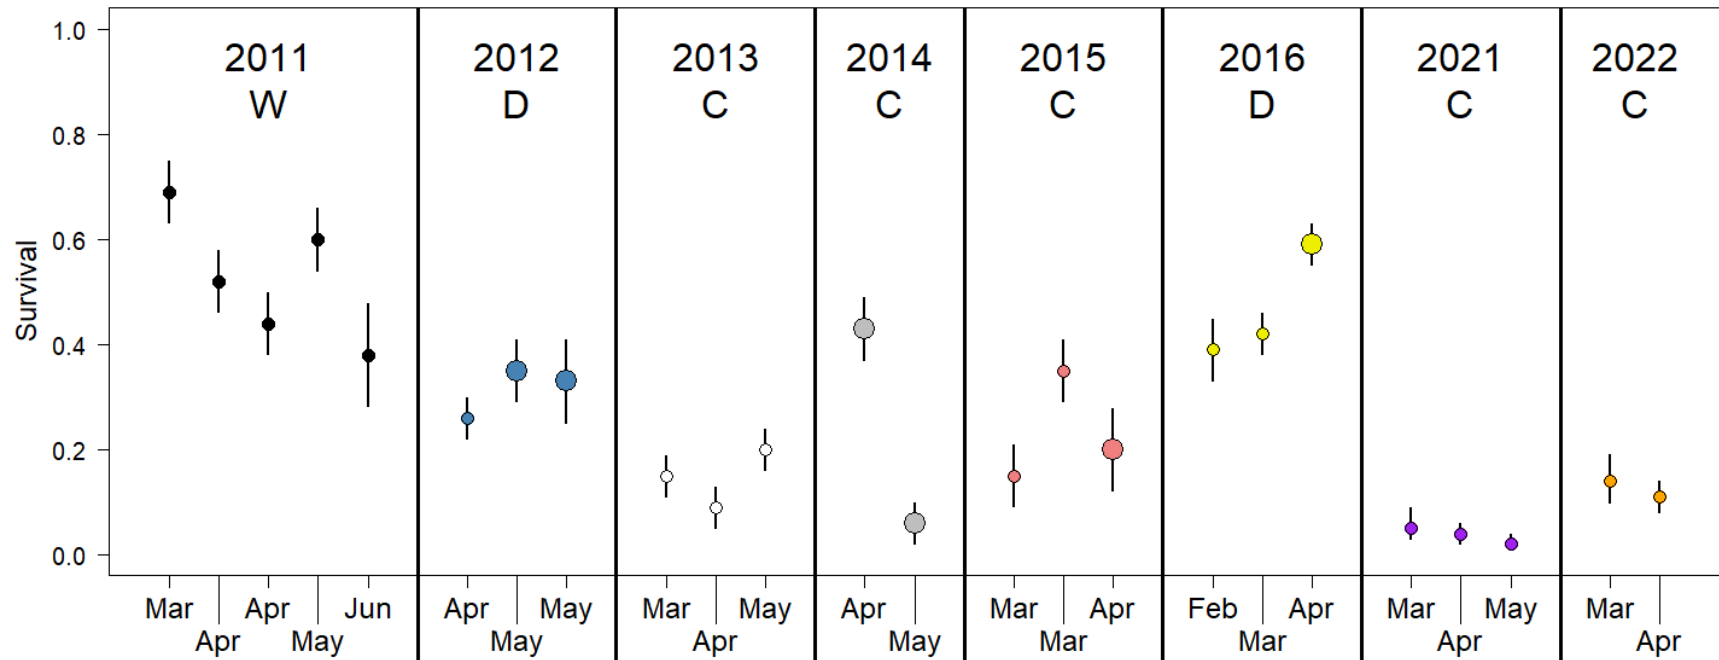 1.0
0.8
0.6
0.4
0.2
0.0
Survival
2011 2012 2013 2014 2015 2016 2021 2022
W D C C C D C C
Mar Apr Jun Apr May Mar May Apr Mar Apr Feb Apr Mar May Mar
Apr May May Apr May Mar Mar Apr Apr